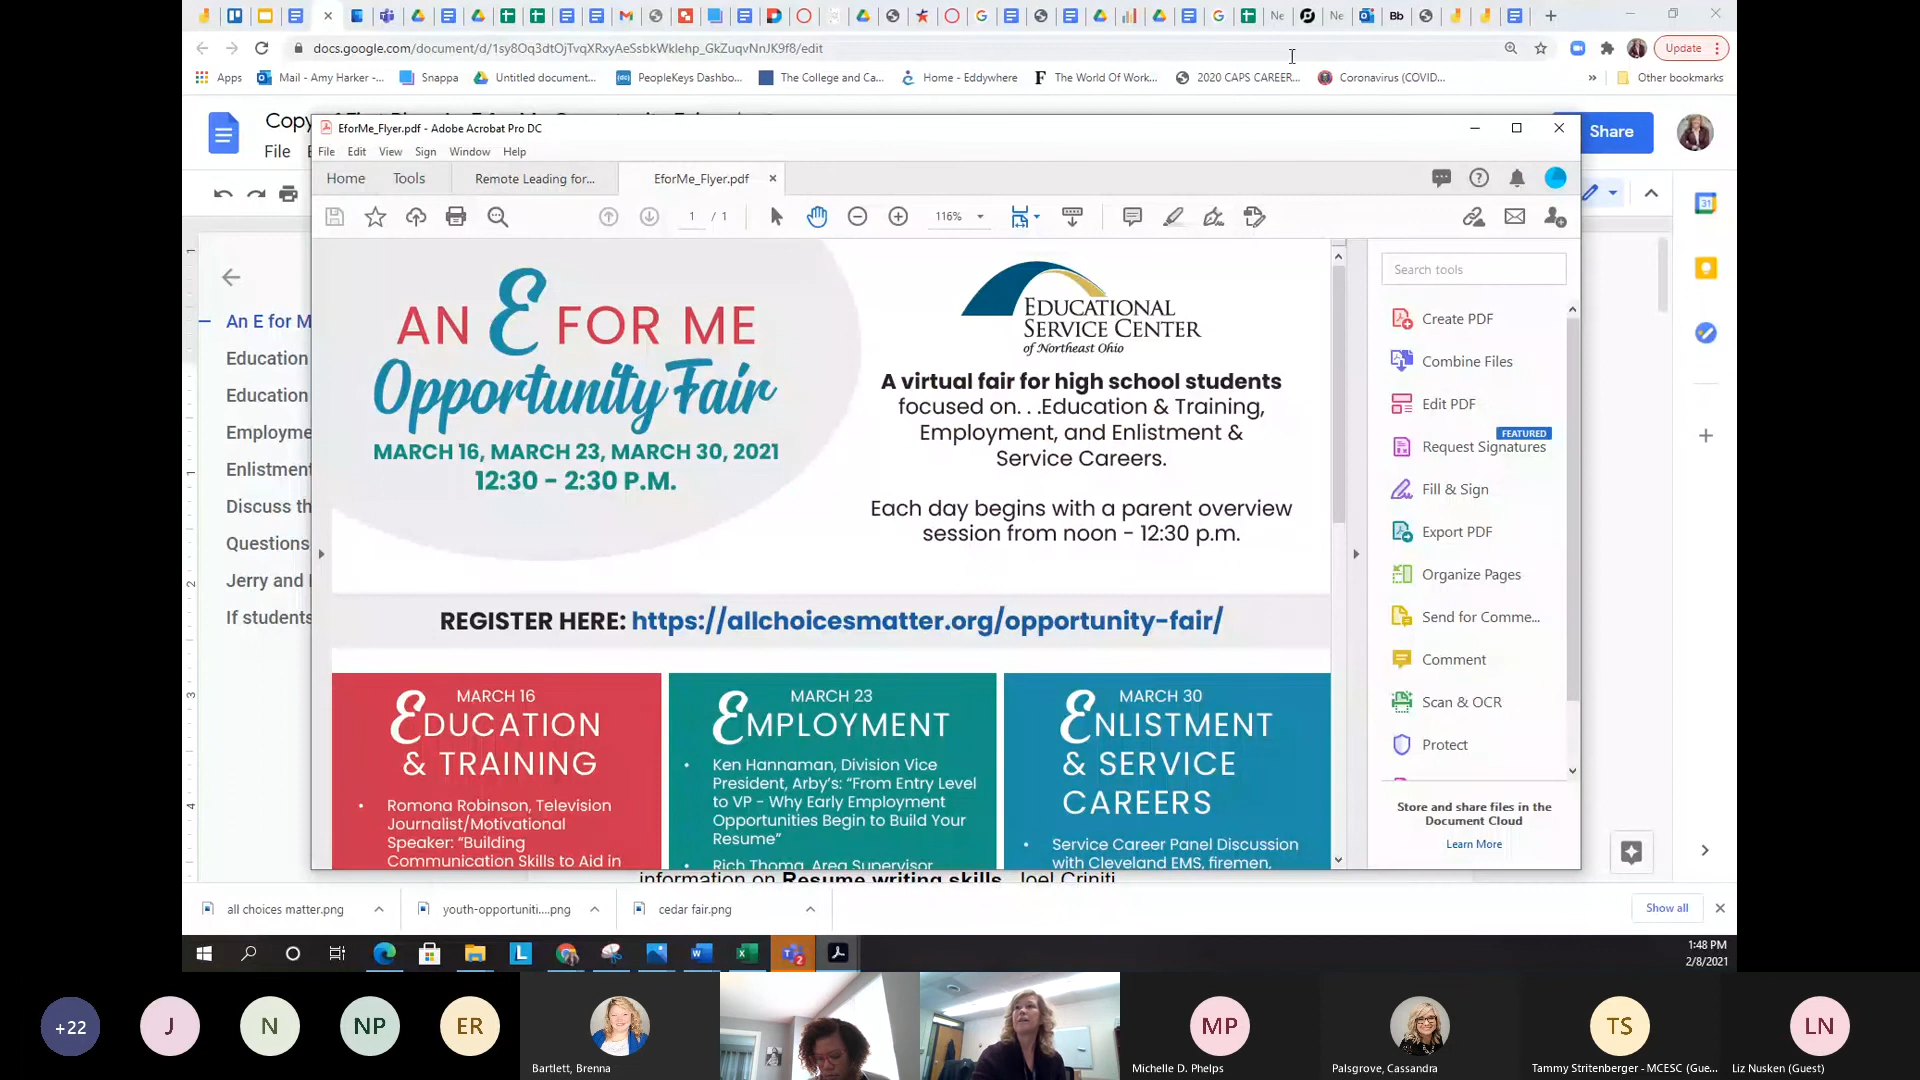 Ne
Ne
Bb
docs.google.com/document/d/1sy8Oq3dtOjTvqXRxyAeSsbkWklehp_GkZuqvNnJK9f8/edit
Update
Apps
Mail - Amy Harker -...
Snappa
Untitled document...
PeopleKeys Dashbo...
The College and Ca...
Home - Eddywhere
The World Of Work...
2020 CAPS CAREER...
Coronavirus (COVID...
»
Other bookmarks
Share
File
EforMe_Flyer.pdf - Adobe Acrobat Pro DC
File Edit View Sign Window Help
Home
Tools
Remote Leading for...
EforMe_Flyer.pdf
1 / 1
116%
An E for M
Education
Education
Employme
Enlistment
Discuss th
Questions
Jerry and
If students
AN E FOR ME
Opportunity Fair
MARCH 16, MARCH 23, MARCH 30, 2021
12:30 - 2:30 P.M.
EDUCATIONAL
SERVICE CENTER
of Northeast Ohio
A virtual fair for high school students
focused on. . .Education & Training,
Employment, and Enlistment &
Service Careers.
Each day begins with a parent overview
session from noon - 12:30 p.m.
REGISTER HERE: https://allchoicesmatter.org/opportunity-fair/
MARCH 16
EDUCATION
& TRAINING
• Romona Robinson, Television
Journalist/Motivational
Speaker: “Building
Communication Skills to Aid in
MARCH 23
EMPLOYMENT
• Ken Hannaman, Division Vice
President, Arby's: “From Entry Level
to VP - Why Early Employment
Opportunities Begin to Build Your
Resume”
• Rich Thoma, Area Supervisor
MARCH 30
ENLISTMENT
& SERVICE
CAREERS
• Service Career Panel Discussion
with Cleveland EMS, firemen,
Search tools
Create PDF
Combine Files
Edit PDF
FEATURED
Request Signatures
Fill & Sign
Export PDF
Organize Pages
Send for Comme...
Comment
Scan & OCR
Protect
Store and share files in the
Document Cloud
Learn More
31
information on Resume writing skills Joel Criniti
all choices matter.png
youth-opportuniti....png
cedar fair.png
Show all
1:48 PM
2/8/2021
+22
J
N
NP
ER
Bartlett, Brenna
MP
Michelle D. Phelps
Palsgrove, Cassandra
TS
Tammy Stritenberger - MCESC (Gue...
LN
Liz Nusken (Guest)